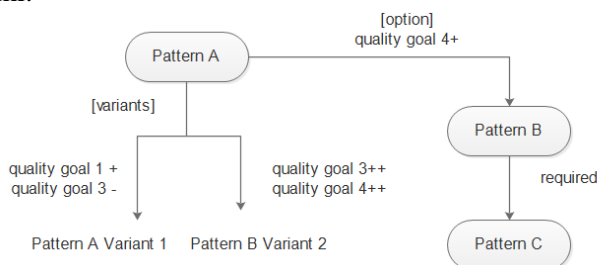 [option]
quality goal 4+
Pattern A
[variants]
Pattern B
quality goal 1 +
quality goal 3 -
quality goal 3++
quality goal 4++
required
Pattern A Variant 1
Pattern B Variant 2
Pattern C